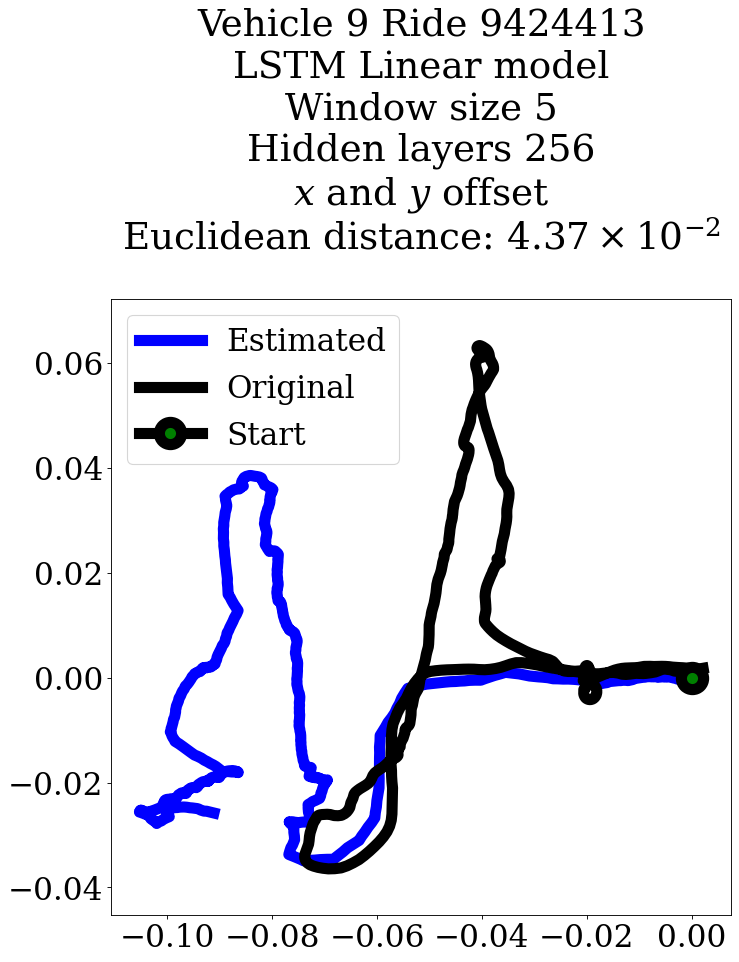 Vehicle 9 Ride 9424413
LSTM Linear model
Window size 5
Hidden layers 256
x and y offset
Euclidean distance: 4.37 × 10⁻²
Estimated
Original
Start
0.06
0.04
0.02
0.00
−0.02
−0.04
−0.10 −0.08 −0.06 −0.04 −0.02 0.00